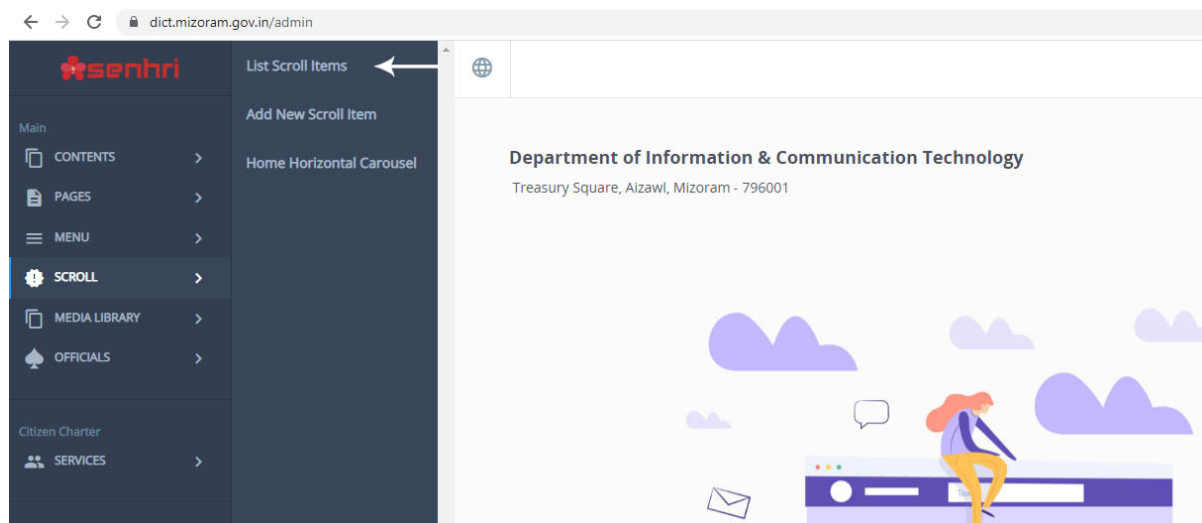 dict.mizoram.gov.in/admin
senhri
Main
CONTENTS
PAGES
MENU
SCROLL
MEDIA LIBRARY
OFFICIALS
Citizen Charter
SERVICES
List Scroll Items
Add New Scroll Item
Home Horizontal Carousel
Department of Information & Communication Technology
Treasury Square, Aizawl, Mizoram - 796001